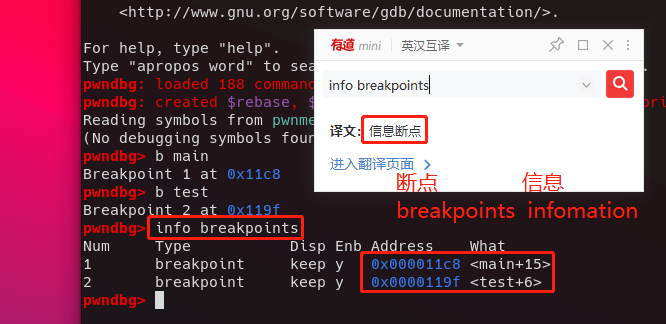 <http://www.gnu.org/software/gdb/documentation/>.
For help, type "help".
Type "apropos word" to sea
pwndbg: loaded 188 comman
pwndbg: created $rebase, $
Reading symbols from pwnme
(No debugging symbols foun
pwndbg> b main
Breakpoint 1 at 0x11c8
pwndbg> b test
Breakpoint 2 at 0x119f
pwndbg> info breakpoints
Num Type Disp Enb Address What
1 breakpoint keep y 0x000011c8 <main+15>
2 breakpoint keep y 0x0000119f <test+6>
pwndbg>
有道 mini 英汉互译
info breakpoints
译文: 信息断点
进入翻译页面
断点 信息
breakpoints infomation